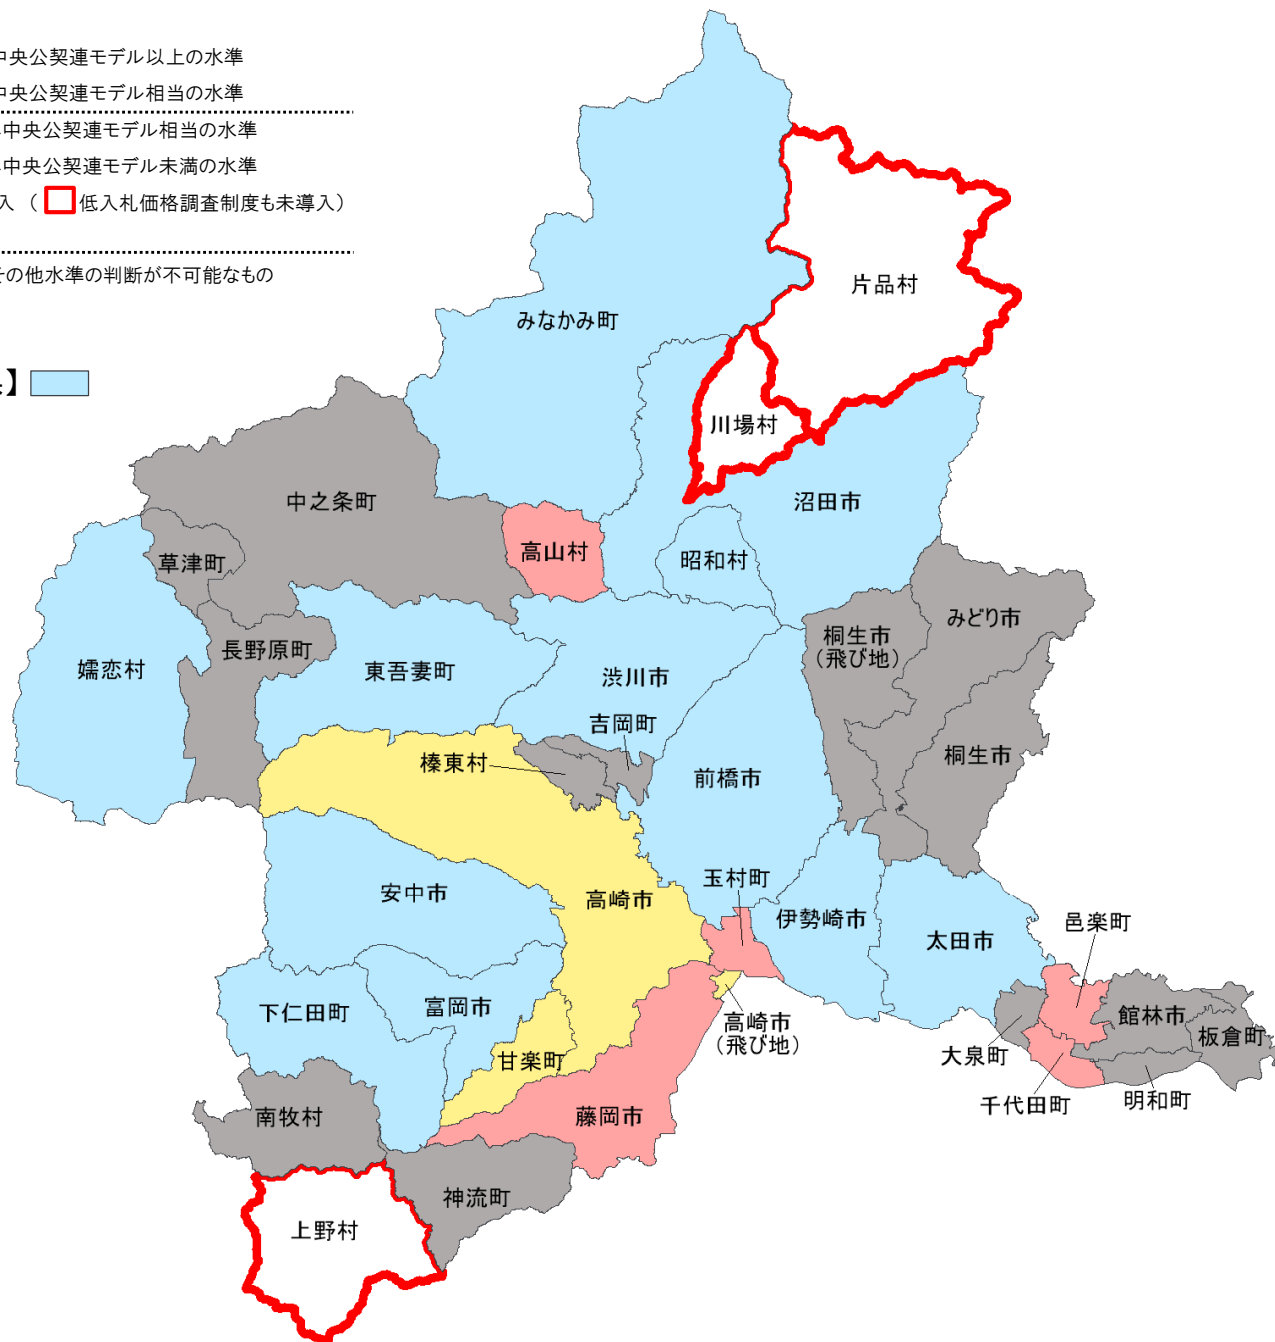 中央公契連モデル以上の水準
中央公契連モデル相当の水準
中央公契連モデル相当の水準
中央公契連モデル未満の水準
入 ( 低入札価格調査制度も未導入)
その他水準の判断が不可能なもの
】
みなかみ町
片品村
川場村
中之条町
沼田市
高山村
昭和村
草津町
みどり市
桐生市
(飛び地)
長野原町
嬬恋村
東吾妻町
渋川市
吉岡町
榛東村
桐生市
前橋市
玉村町
安中市
高崎市
伊勢崎市
太田市
邑楽町
下仁田町
富岡市
館林市
高崎市
(飛び地)
板倉町
甘楽町
大泉町
千代田町
明和町
南牧村
藤岡市
神流町
上野村